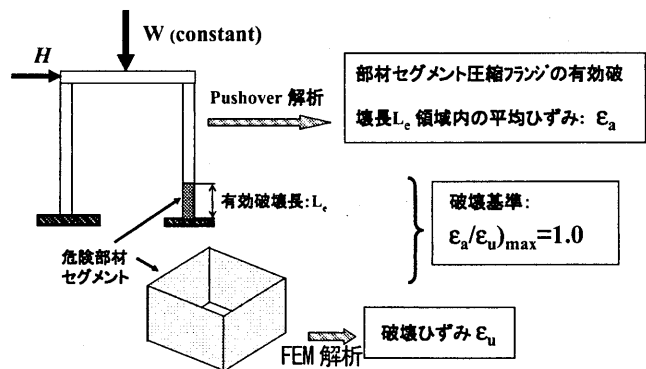 W (constant)
H
Pushover 解析
部材セグメント圧縮フランジの有効破
壊長Le 領域内の平均ひずみ: εa
有効破壊長:Le
危険部材
セグメント
破壊基準:
εa/εu)max=1.0
FEM 解析
破壊ひずみ εu